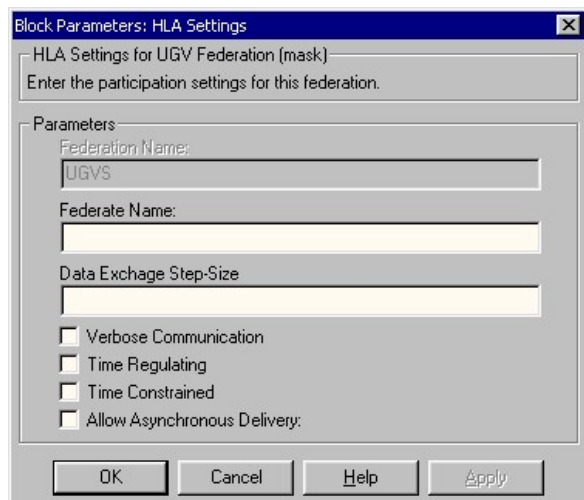 Block Parameters: HLA Settings
HLA Settings for UGV Federation (mask)
Enter the participation settings for this federation.
Parameters
Federation Name:
UGVS
Federate Name:
Data Exchange Step-Size
Verbose Communication
Time Regulating
Time Constrained
Allow Asynchronous Delivery:
OK Cancel Help Apply